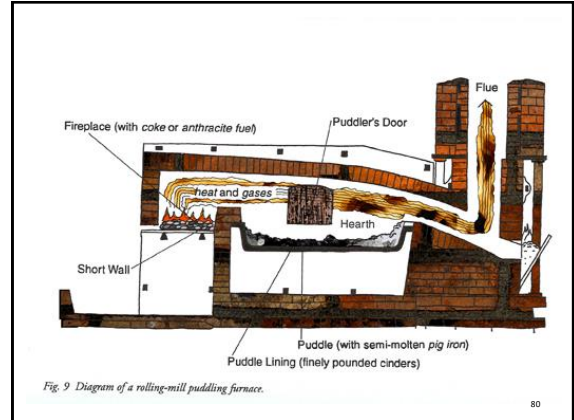 Flue
Puddler's Door
Fireplace (with coke or anthracite fuel)
heat and gases
Hearth
Short Wall
Puddle (with semi-molten pig iron)
Puddle Lining (finely pounded cinders)
Fig. 9 Diagram of a rolling-mill puddling furnace.
80